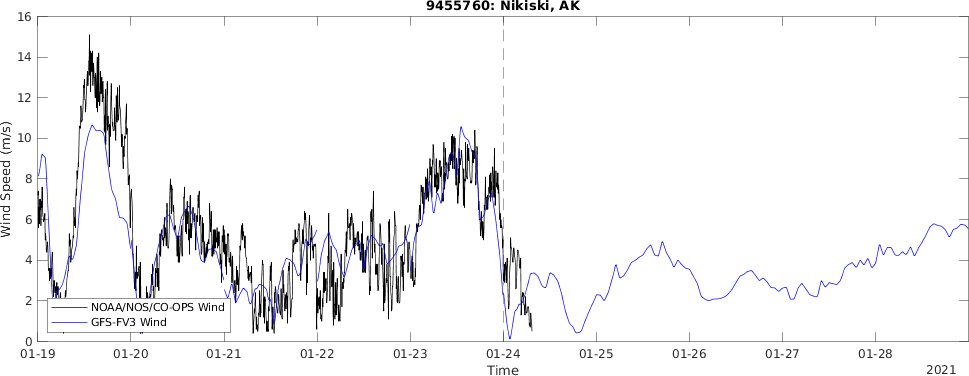 9455760: Nikiski, AK
16
14
12
10
8
6
4
2
0
Wind Speed (m/s)
NOAA/NOS/CO-OPS Wind
GFS-FV3 Wind
01-19 01-20 01-21 01-22 01-23 01-24 01-25 01-26 01-27 01-28
Time
2021